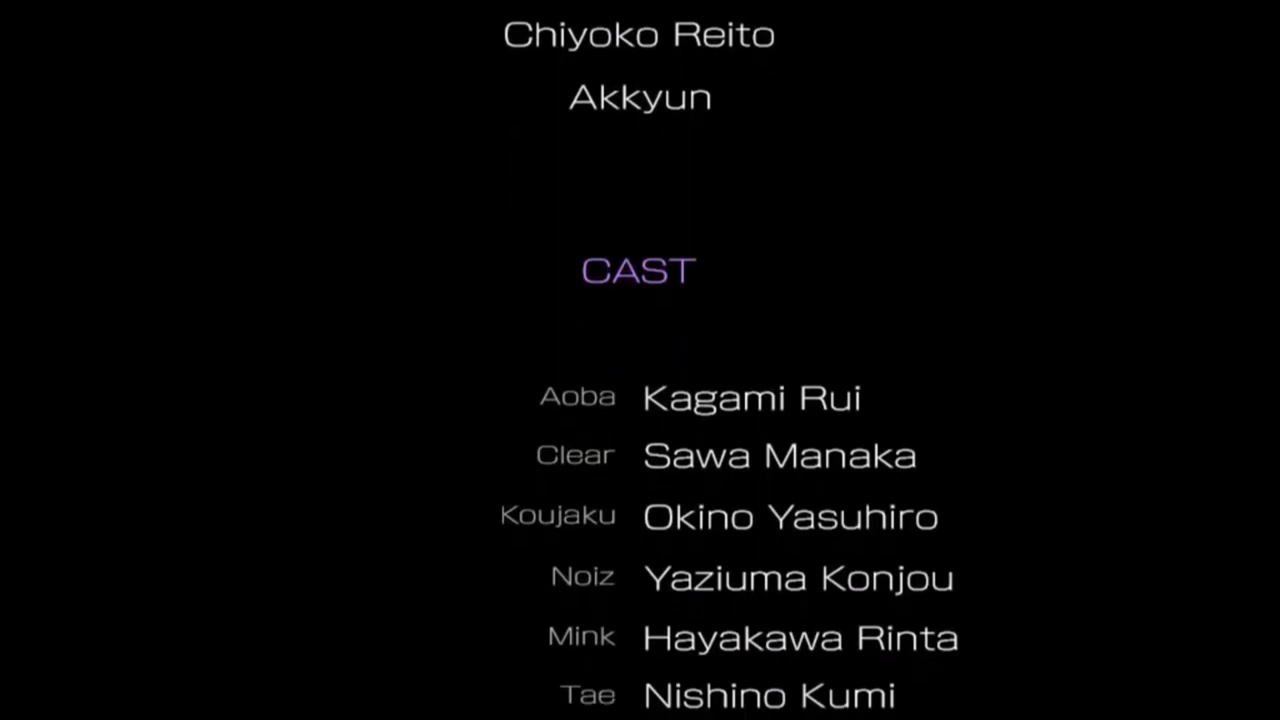 Chiyoko Reito
Akkyun
CAST
Aoba Kagami Rui
Clear Sawa Manaka
Koujaku Okino Yasuhiro
Noiz Yaziuma Konjou
Mink Hayakawa Rinta
Tae Nishino Kumi